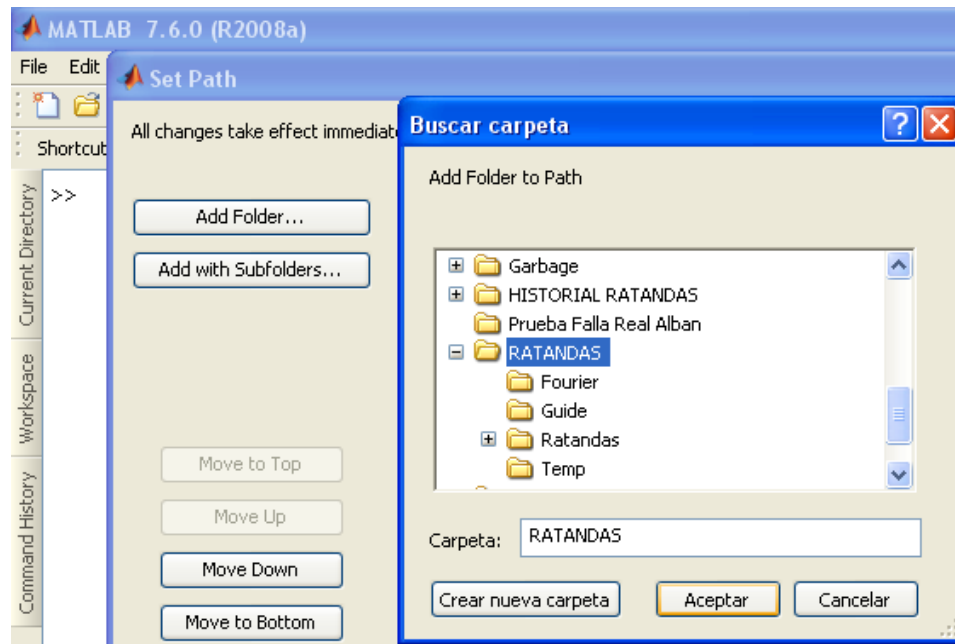 MATLAB 7.6.0 (R2008a)
File Edit
Set Path
Shortcut
All changes take effect immediat
>>
Add Folder...
Add with Subfolders...
Move to Top
Move Up
Move Down
Move to Bottom
Current Directory
Workspace
Command History
Buscar carpeta
Add Folder to Path
Garbage
HISTORIAL RATANDAS
Prueba Falla Real Alban
RATANDAS
Fourier
Guide
Ratandas
Temp
Carpeta: RATANDAS
Crear nueva carpeta Aceptar Cancelar